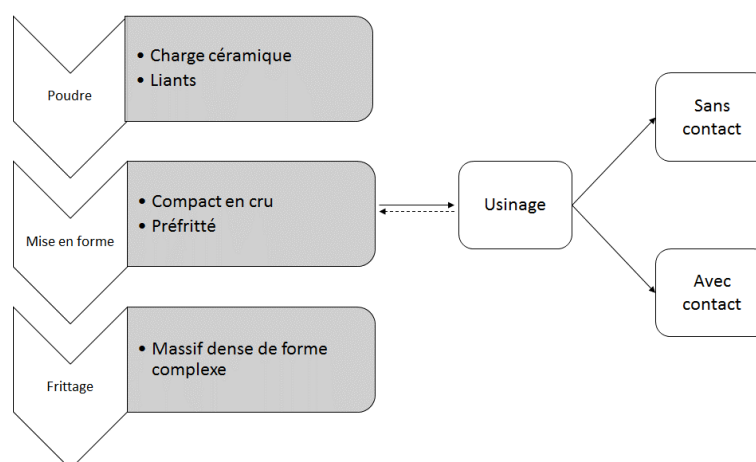 Poudre
• Charge céramique
• Liants
Mise en forme
• Compact en cru
• Préfritté
Frittage
• Massif dense de forme
complexe
Usinage
Sans
contact
Avec
contact